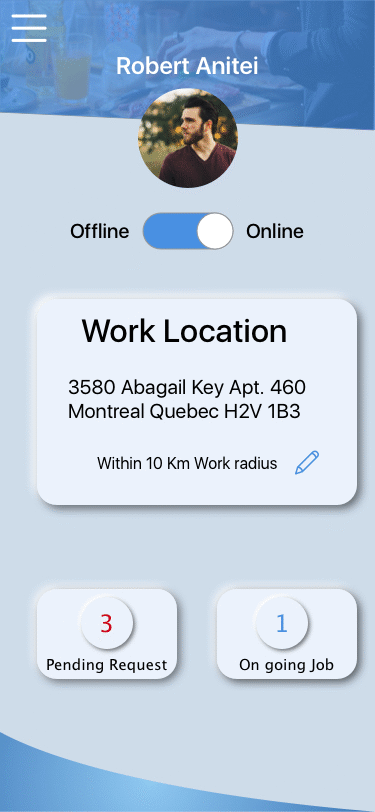 Robert Anitei
Offline
Online
Work Location
3580 Abagail Key Apt. 460
Montreal Quebec H2V 1B3
Within 10 Km Work radius
3
Pending Request
1
On going Job